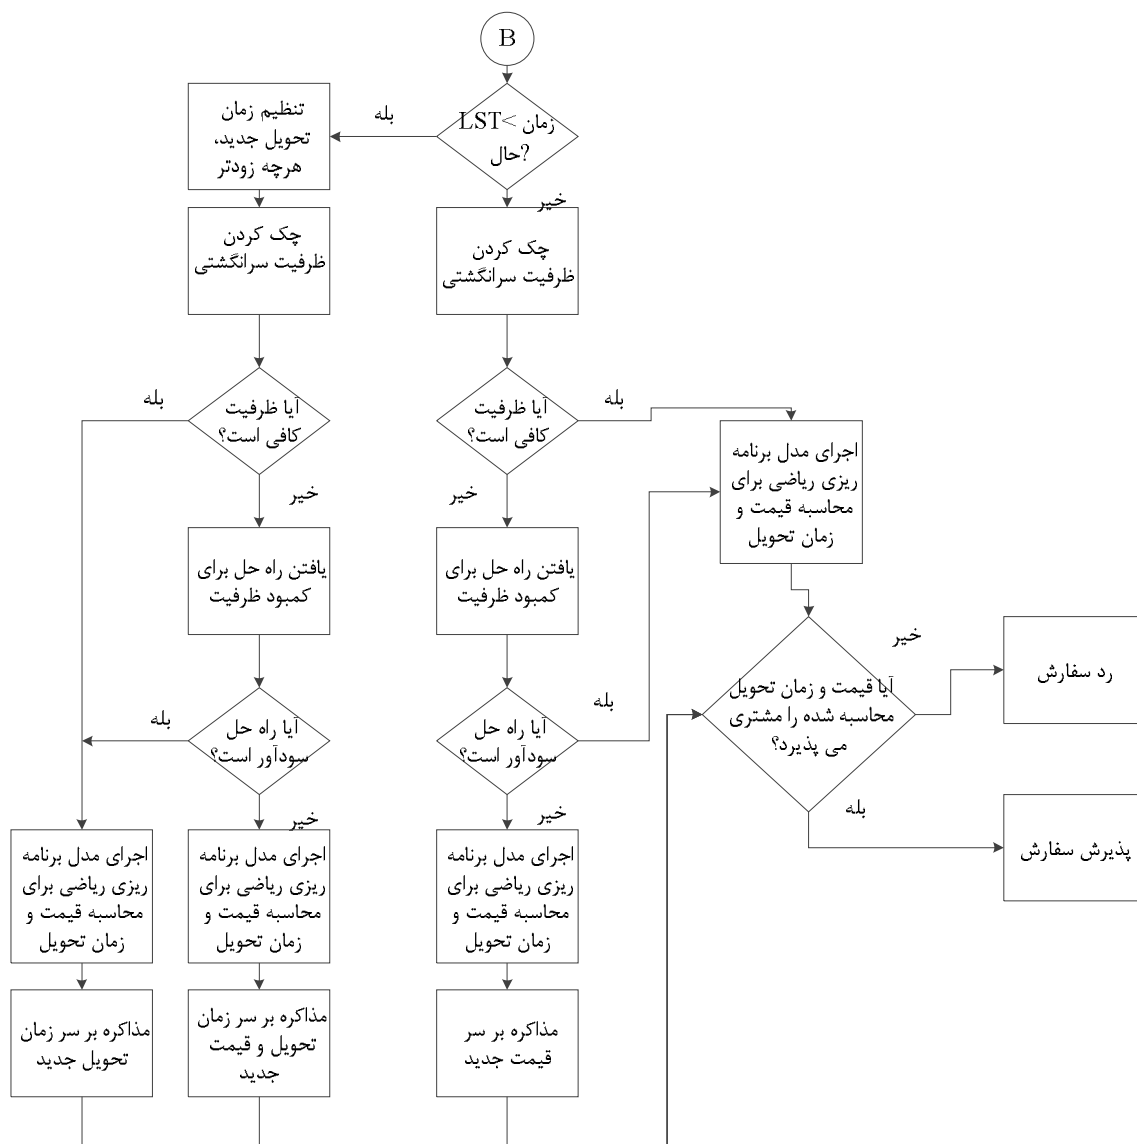 B
زمان >LST
حال?
بله
خیر
تنظیم زمان
تحویل جدید،
هرچه زودتر
چک کردن
ظرفیت سرانگشتی
چک کردن
ظرفیت سرانگشتی
آیا ظرفیت
کافی است؟
بله
خیر
آیا ظرفیت
کافی است؟
بله
خیر
اجرای مدل برنامه
ریزی ریاضی برای
محاسبه قیمت و
زمان تحویل
یافتن راه حل برای
کمبود ظرفیت
یافتن راه حل برای
کمبود ظرفیت
آیا راه حل
سودآور است؟
بله
خیر
آیا راه حل
سودآور است؟
بله
خیر
آیا قیمت و زمان تحویل
محاسبه شده را مشتری
می پذیرد؟
خیر
بله
رد سفارش
پذیرش سفارش
اجرای مدل برنامه
ریزی ریاضی برای
محاسبه قیمت و
زمان تحویل
اجرای مدل برنامه
ریزی ریاضی برای
محاسبه قیمت و
زمان تحویل
اجرای مدل برنامه
ریزی ریاضی برای
محاسبه قیمت و
زمان تحویل
مذاکره بر سر
قیمت جدید
مذاکره بر سر زمان
تحویل و قیمت
جدید
مذاکره بر سر زمان
تحویل جدید